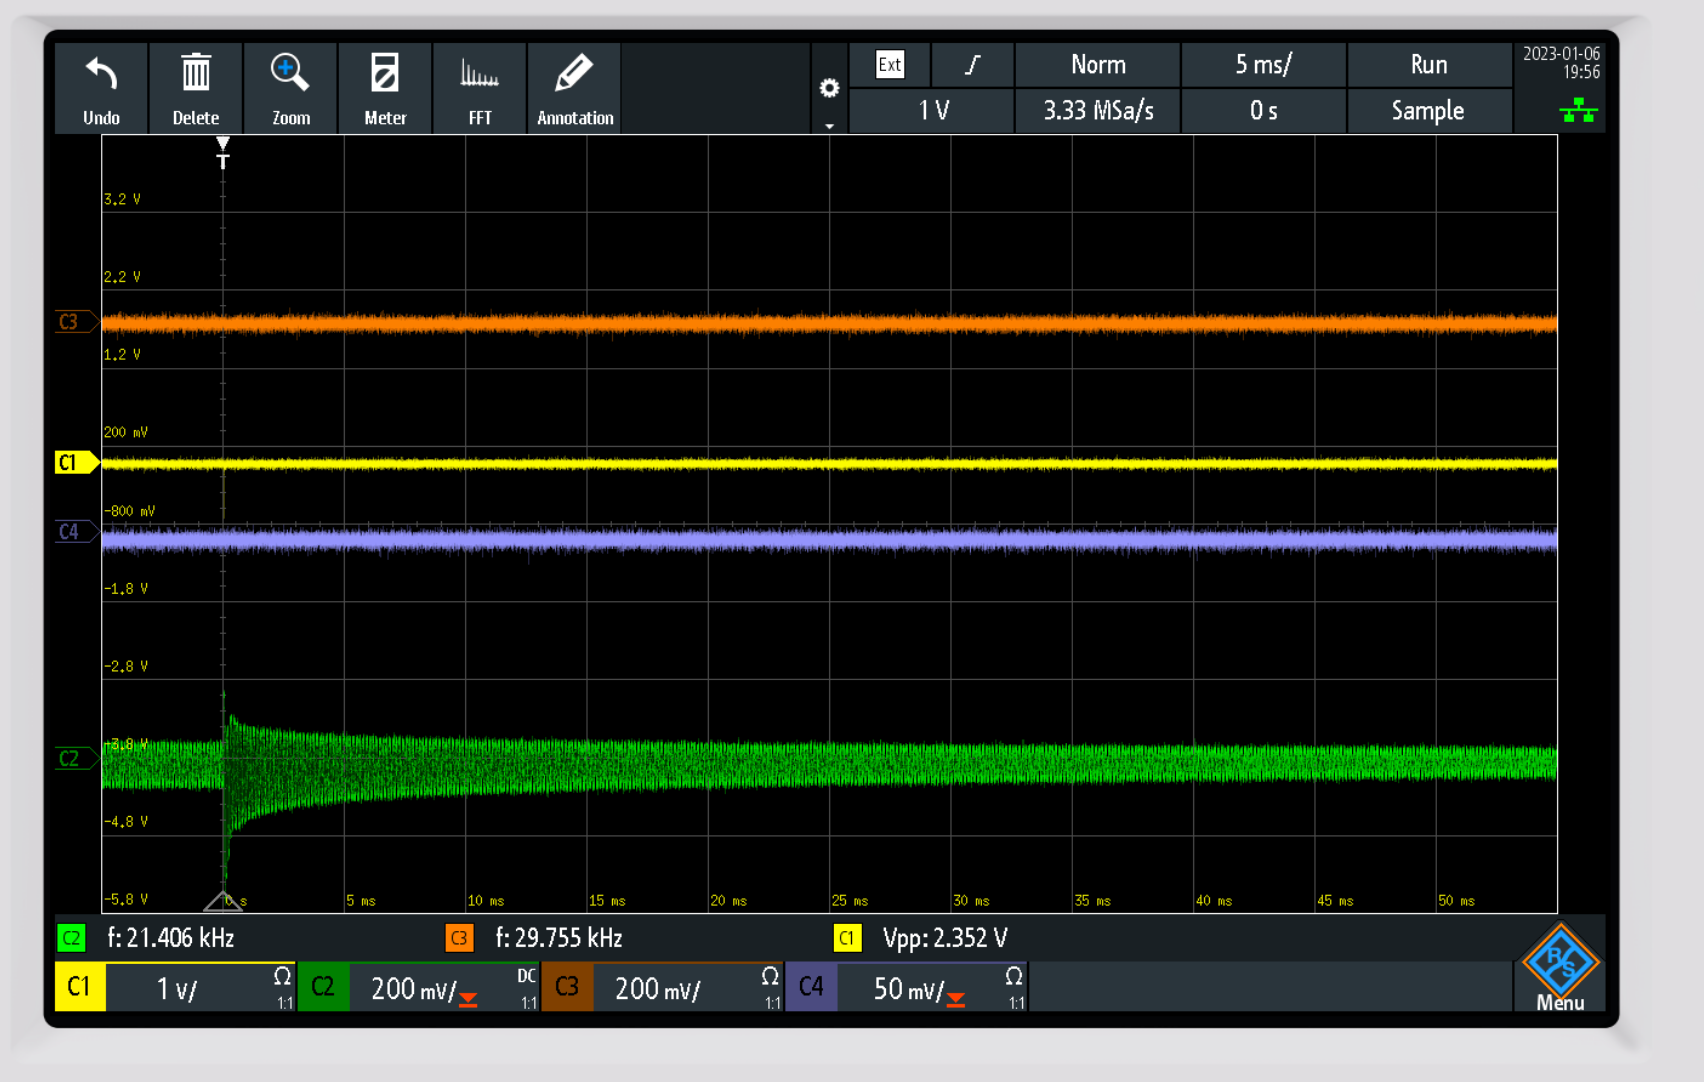 Undo Delete Zoom Meter FFT Annotation
Ext Norm 5 ms/ Run 2023-01-06
19:56
1 V 3.33 MSa/s 0 s Sample
T
3.2 V
2.2 V
C3
1.2 V
200 mV
C1
-800 mV
C4
-1.8 V
-2.8 V
-3.8 V
C2
-4.8 V
-5.8 V 0 s 5 ms 10 ms 15 ms 20 ms 25 ms 30 ms 35 ms 40 ms 45 ms 50 ms
C2 f: 21.406 kHz C3 f: 29.755 kHz C1 Vpp: 2.352 V
C1 1 V/ Ω 1:1 C2 200 mV/ DC 1:1 C3 200 mV/ Ω 1:1 C4 50 mV/ Ω 1:1
R S
Menu